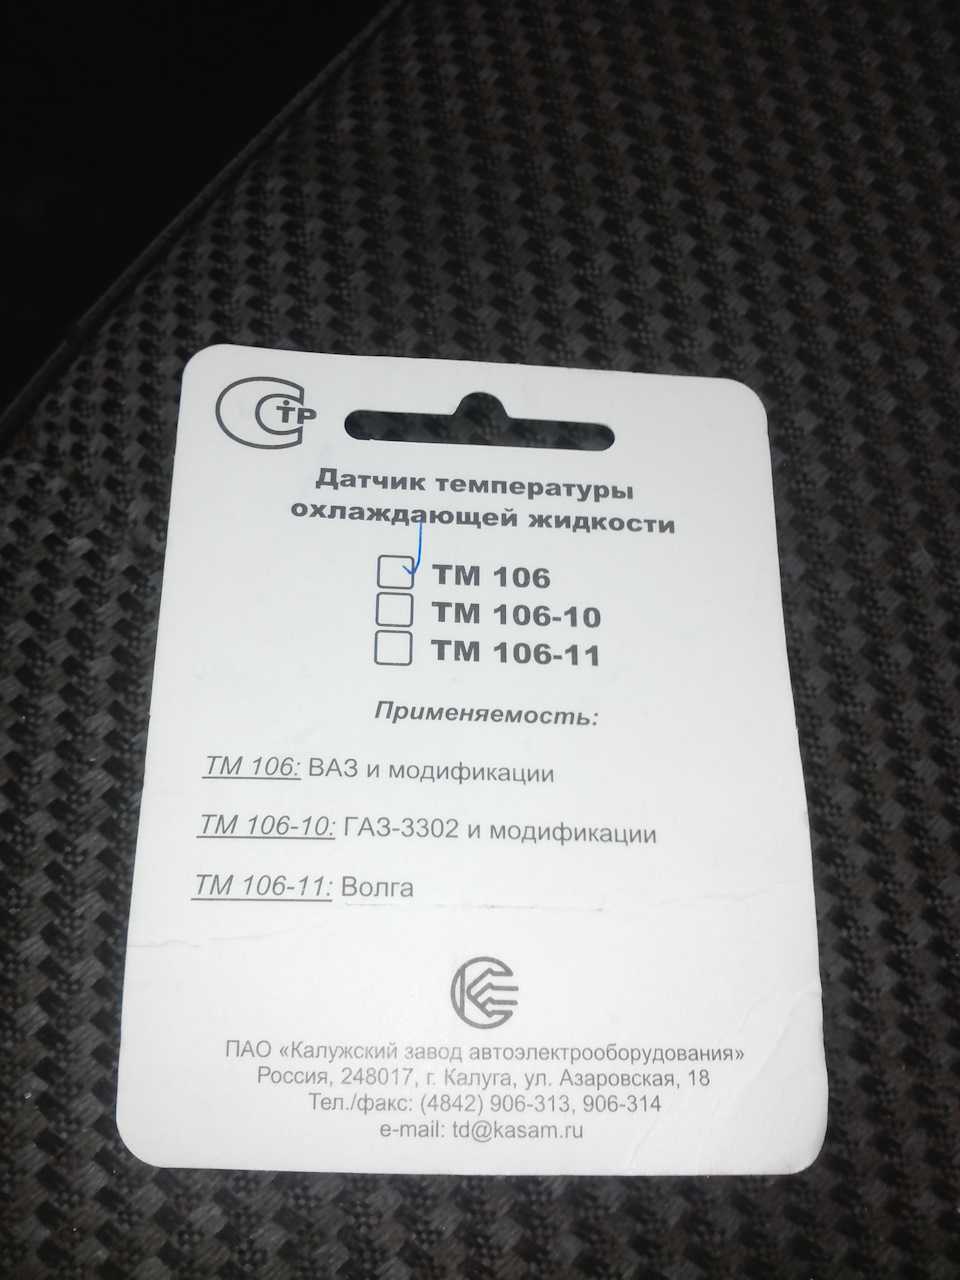 СТР
Датчик температуры
охлаждающей жидкости
ТМ 106
ТМ 106-10
ТМ 106-11
Применяемость:
ТМ 106: ВАЗ и модификации
ТМ 106-10: ГАЗ-3302 и модификации
ТМ 106-11: Волга
ПАО «Калужский завод автоэлектрооборудования»
Россия, 248017, г. Калуга, ул. Азаровская, 18
Тел./факс: (4842) 906-313, 906-314
e-mail: td@kasam.ru